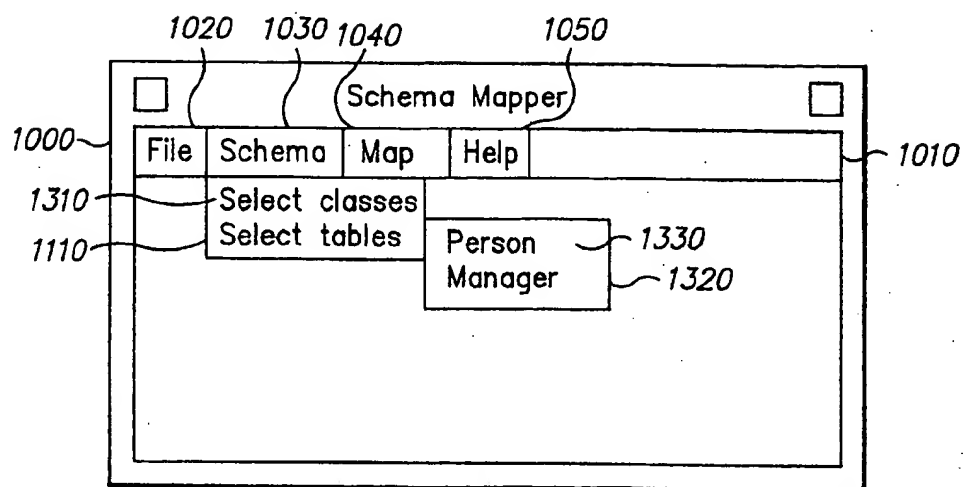 1020 1030 1040 1050
Schema Mapper
1000 File Schema Map Help 1010
1310 Select classes
1110 Select tables Person 1330
Manager 1320